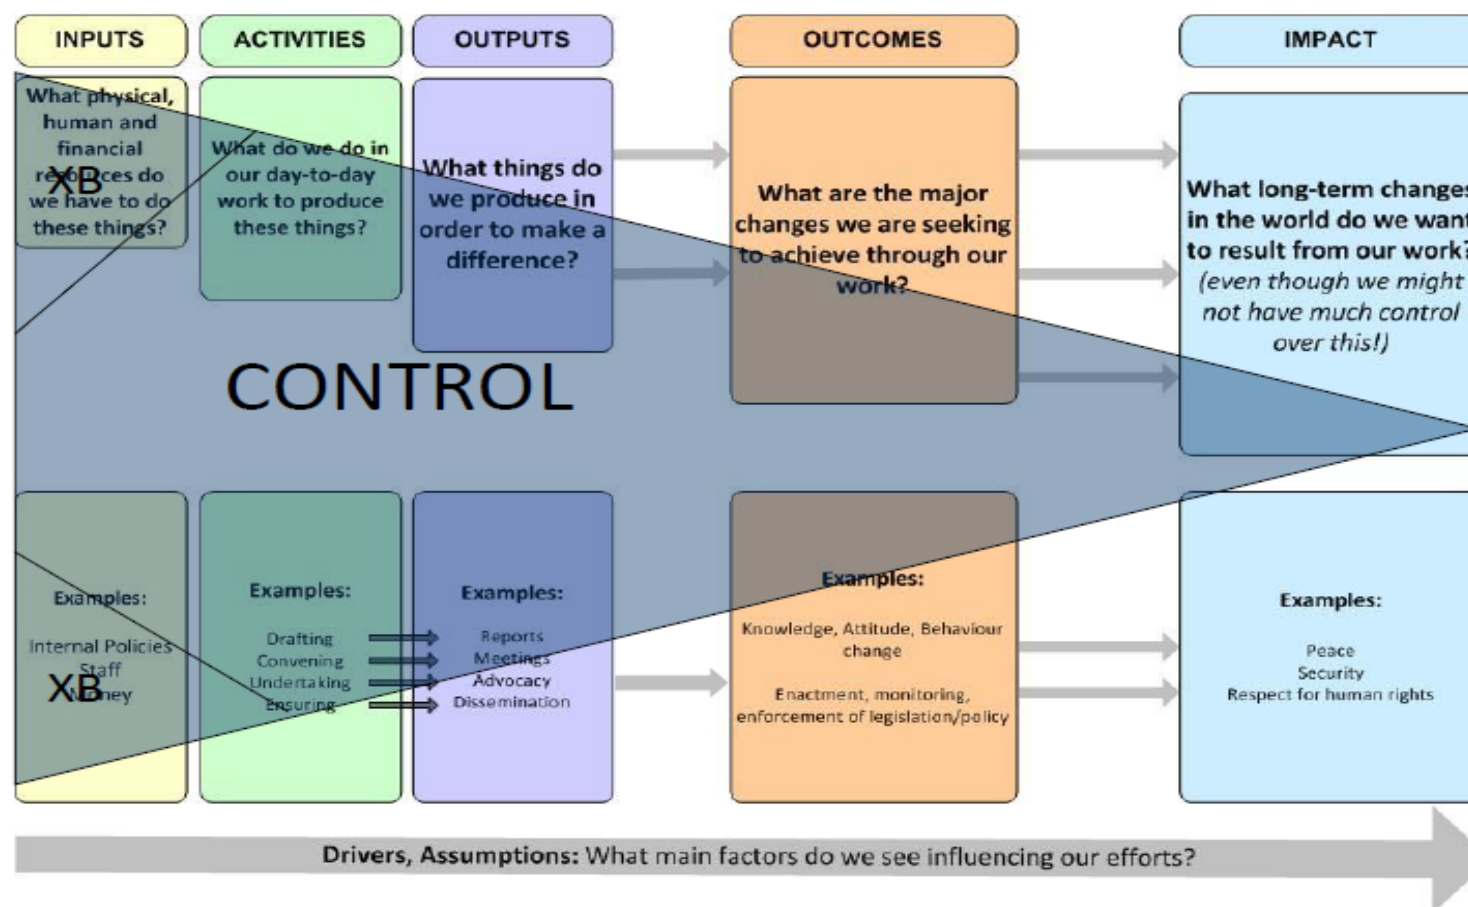 INPUTS
ACTIVITIES
OUTPUTS
OUTCOMES
IMPACT
What physical,
human and
financial
resources do
we have to do
these things?
XB
What do we do in
our day-to-day
work to produce
these things?
What things do
we produce in
order to make a
difference?
What are the major
changes we are seeking
to achieve through our
work?
What long-term changes
in the world do we want
to result from our work?
(even though we might
not have much control
over this!)
CONTROL
Examples:
Internal Policies
Staff
Money
XB
Examples:
Drafting
Convening
Undertaking
Ensuring
Examples:
Reports
Meetings
Advocacy
Dissemination
Examples:
Knowledge, Attitude, Behaviour
change
Enactment, monitoring,
enforcement of legislation/policy
Examples:
Peace
Security
Respect for human rights
Drivers, Assumptions: What main factors do we see influencing our efforts?